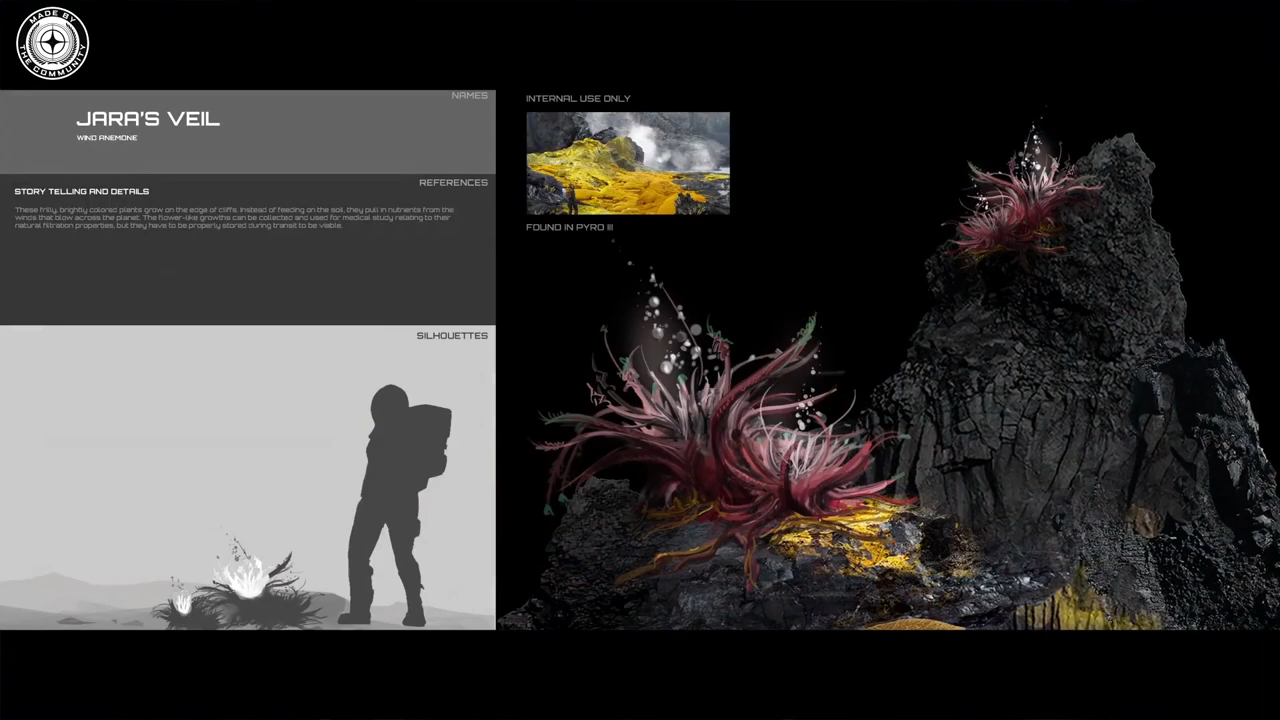 MADE BY
THE COMMUNITY
NAMES
JARA'S VEIL
WIND ANEMONE
REFERENCES
STORY TELLING AND DETAILS
These frilly, brightly colored plants grow on the edge of cliffs. Instead of feeding on the soil, they pull in nutrients from the
winds that blow across the planet. The flower-like growths can be collected and used for medical study relating to their
natural filtration properties, but they have to be properly stored during transit to be viable.
SILHOUETTES
INTERNAL USE ONLY
FOUND IN PYRO III